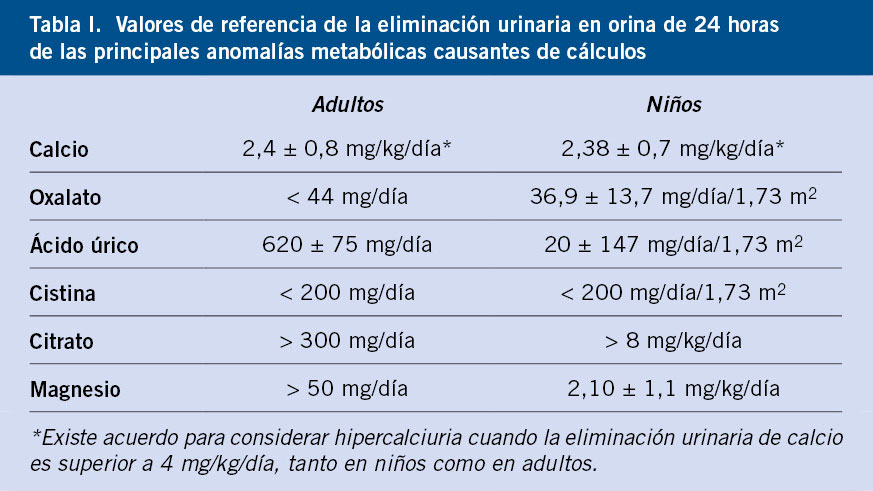 Tabla I. Valores de referencia de la eliminación urinaria en orina de 24 horas
de las principales anomalías metabólicas causantes de cálculos
Adultos Niños
Calcio 2,4 ± 0,8 mg/kg/día* 2,38 ± 0,7 mg/kg/día*
Oxalato < 44 mg/día 36,9 ± 13,7 mg/día/1,73 m2
Ácido úrico 620 ± 75 mg/día 20 ± 147 mg/día/1,73 m2
Cistina < 200 mg/día < 200 mg/día/1,73 m2
Citrato > 300 mg/día > 8 mg/kg/día
Magnesio > 50 mg/día 2,10 ± 1,1 mg/kg/día
*Existe acuerdo para considerar hipercalciuria cuando la eliminación urinaria de calcio
es superior a 4 mg/kg/día, tanto en niños como en adultos.